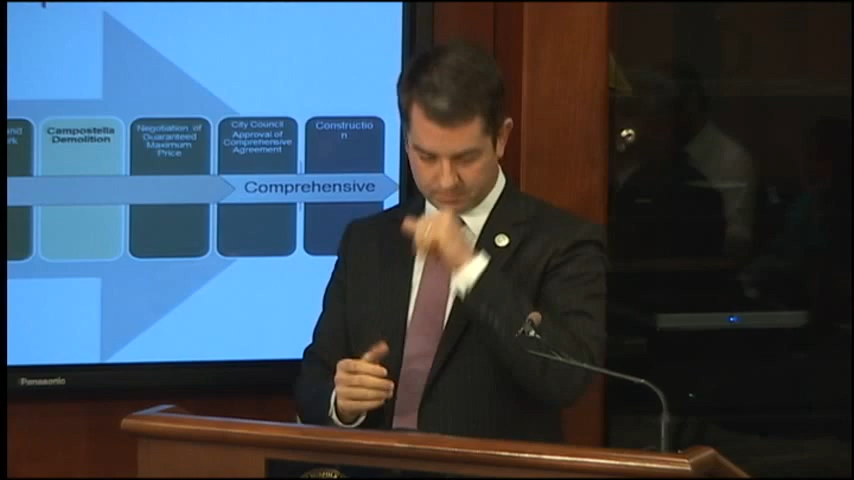 Campostella
Demolition
Negotiation of
Guaranteed
Maximum
Price
City Council
Approval of
Comprehensive
Agreement
Constructio
n
Comprehensive
Panasonic